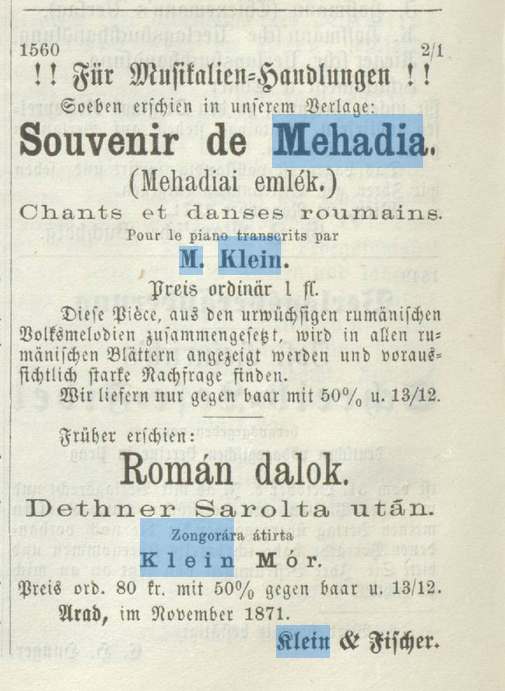 1560 2/1
!! Für Musikalien-Handlungen !!
Soeben erschien in unserem Verlage:
Souvenir de Mehadia.
(Mehadiai emlék.)
Chants et danses roumains.
Pour le piano transcrits par
M. Klein.
Preis ordinär 1 fl.
Diese Pièce, aus den urwüchsigen rumänischen
Volksmelodien zusammengesetzt, wird in allen ru-
mänischen Blättern angezeigt werden und voraus-
sichtlich starke Nachfrage finden.
Wir liefern nur gegen baar mit 50% u. 13/12.
Früher erschien:
Román dalok.
Dethner Sarolta után.
Zongorára átirta
Klein Mór.
Preis ord. 80 kr. mit 50% gegen baar u. 13/12.
Arad, im November 1871.
Klein & Fischer.